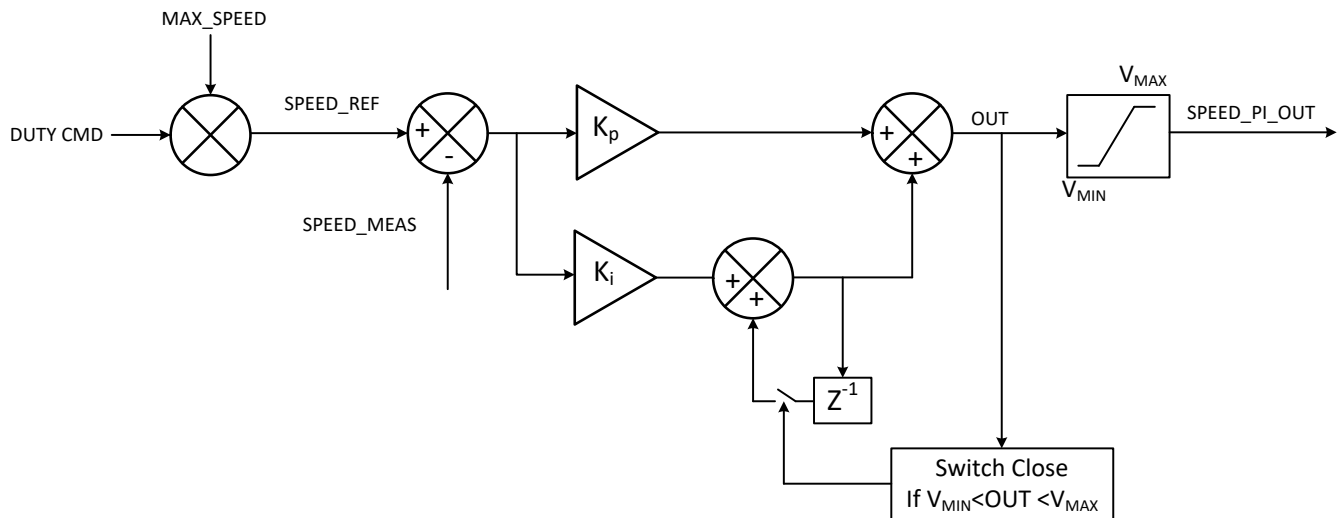 MAX_SPEED
DUTY CMD
SPEED_REF
+
-
SPEED_MEAS
Kp
Ki
+
+
Z-1
+
+
OUT
VMAX
VMIN
SPEED_PI_OUT
Switch Close
If VMIN<OUT <VMAX